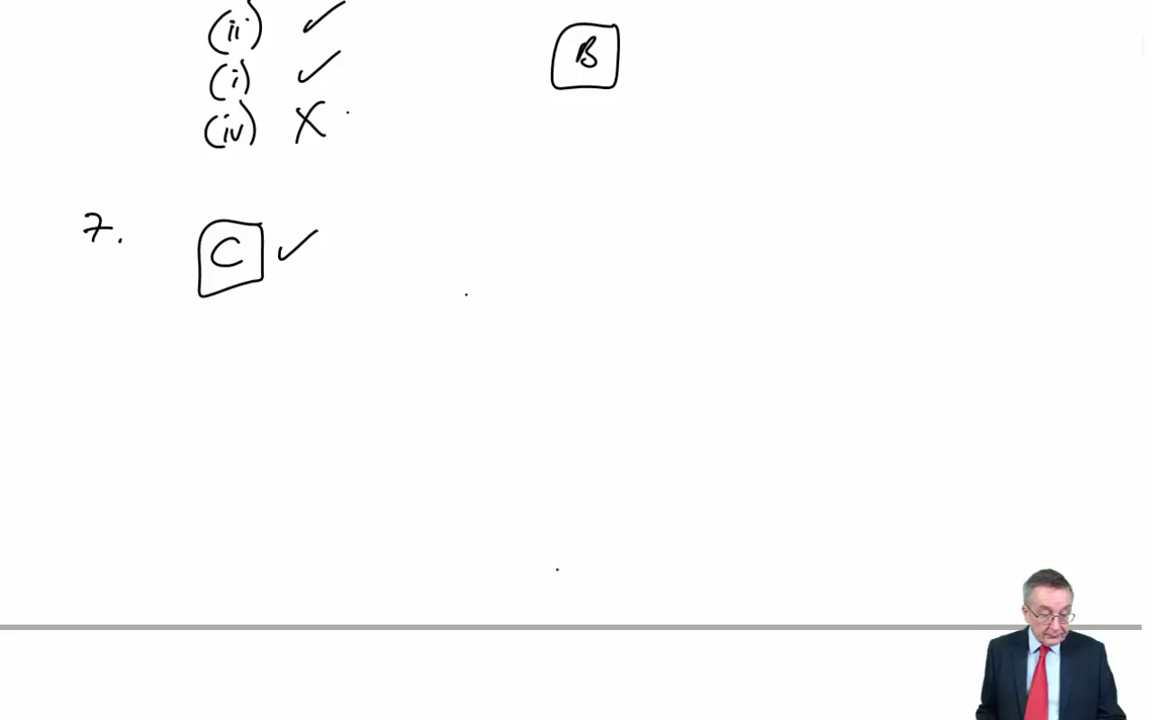 (ii) ✓
B
(i) ✓
(iv) X
7. C ✓